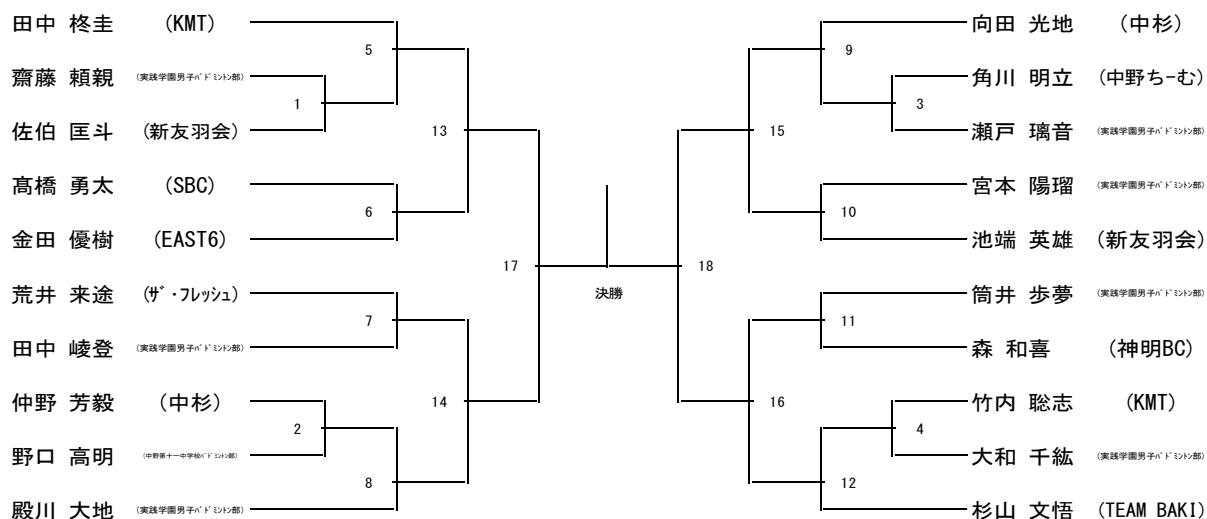 田中 柊圭 (KMT)
5
齋藤 頼親 (実践学園男子バドミントン部)
1
佐伯 匡斗 (新友羽会)
13
髙橋 勇太 (SBC)
6
金田 優樹 (EAST6)
17
荒井 来途 (ザ・フレッシュ)
7
田中 崚登 (実践学園男子バドミントン部)
14
仲野 芳毅 (中杉)
2
野口 高明 (中野第十一中学校バドミントン部)
8
殿川 大地 (実践学園男子バドミントン部)
決勝
向田 光地 (中杉)
9
角川 明立 (中野ちーむ)
3
瀬戸 璃音 (実践学園男子バドミントン部)
15
宮本 陽瑠 (実践学園男子バドミントン部)
10
池端 英雄 (新友羽会)
18
筒井 歩夢 (実践学園男子バドミントン部)
11
森 和喜 (神明BC)
16
竹内 聡志 (KMT)
4
大和 千紘 (実践学園男子バドミントン部)
12
杉山 文悟 (TEAM BAKI)